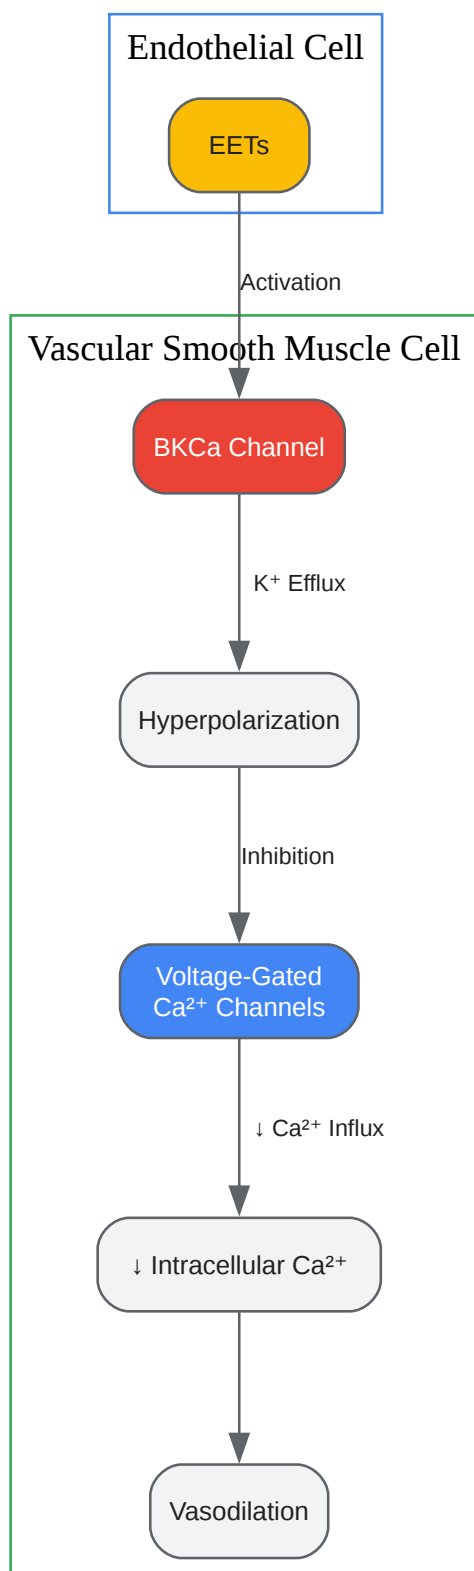 Endothelial Cell
EETs
Activation
Vascular Smooth Muscle Cell
BKCa Channel
K⁺ Efflux
Hyperpolarization
Inhibition
Voltage-Gated
Ca²⁺ Channels
↓ Ca²⁺ Influx
↓ Intracellular Ca²⁺
Vasodilation